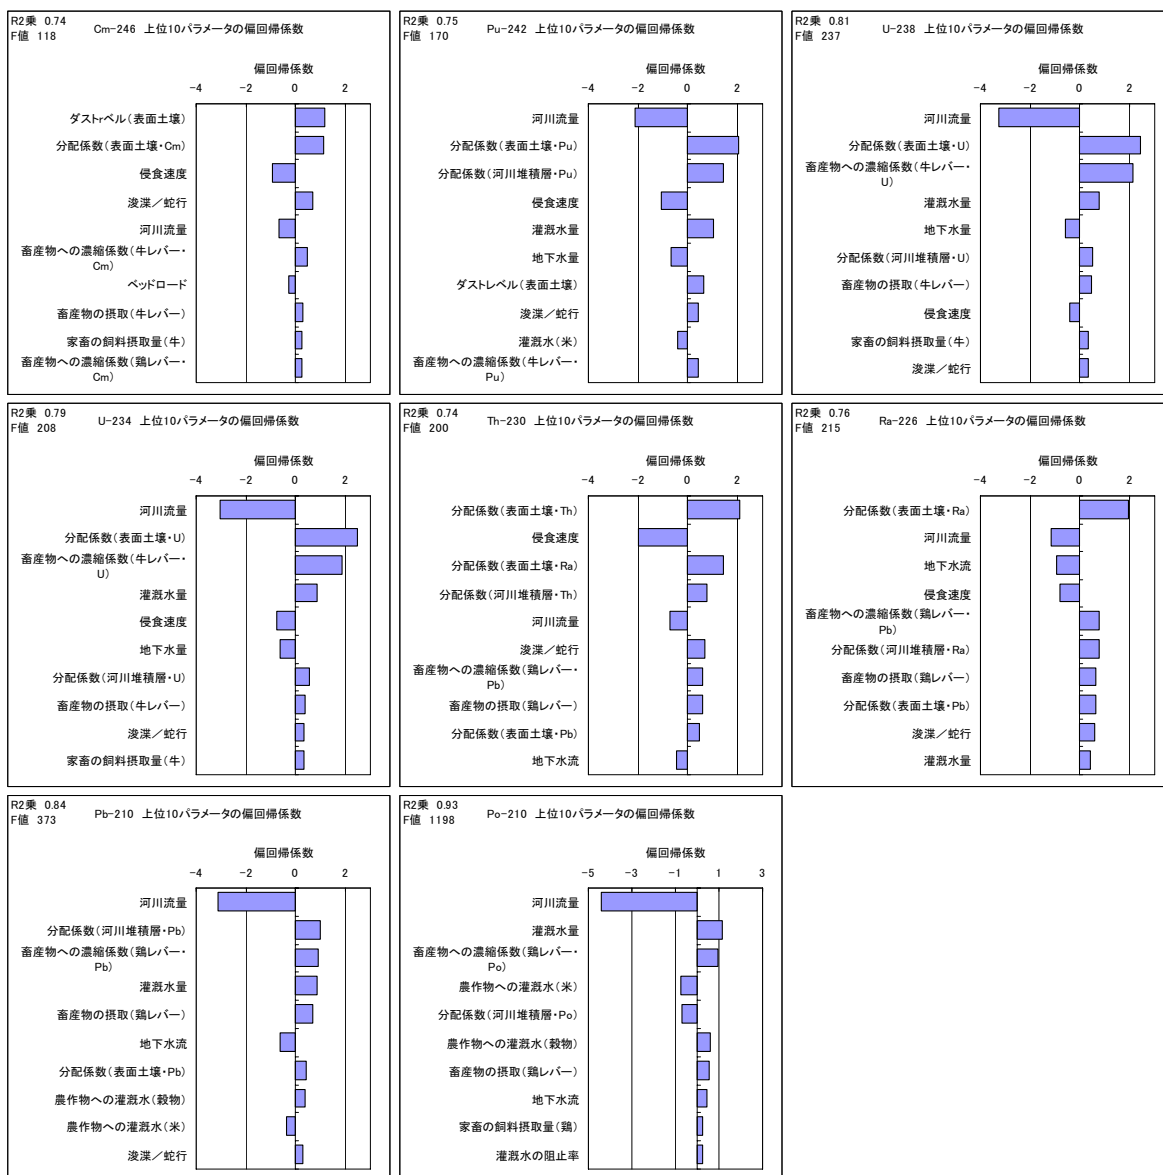 R2乗 0.74
F値 118
Cm-246 上位10パラメータの偏回帰係数
偏回帰係数
-4 -2 0 2
ダストrベル(表面土壌)
分配係数(表面土壌・Cm)
侵食速度
浚渫/蛇行
河川流量
畜産物への濃縮係数(牛レバー・
Cm)
ベッドロード
畜産物の摂取(牛レバー)
家畜の飼料摂取量(牛)
畜産物への濃縮係数(鶏レバー・
Cm)
R2乗 0.75
F値 170
Pu-242 上位10パラメータの偏回帰係数
偏回帰係数
-4 -2 0 2
河川流量
分配係数(表面土壌・Pu)
分配係数(河川堆積層・Pu)
侵食速度
灌漑水量
地下水量
ダストレベル(表面土壌)
浚渫/蛇行
灌漑水(米)
畜産物への濃縮係数(牛レバー・
Pu)
R2乗 0.81
F値 237
U-238 上位10パラメータの偏回帰係数
偏回帰係数
-4 -2 0 2
河川流量
分配係数(表面土壌・U)
畜産物への濃縮係数(牛レバー・
U)
灌漑水量
地下水量
分配係数(河川堆積層・U)
畜産物の摂取(牛レバー)
侵食速度
家畜の飼料摂取量(牛)
浚渫/蛇行
R2乗 0.79
F値 208
U-234 上位10パラメータの偏回帰係数
偏回帰係数
-4 -2 0 2
河川流量
分配係数(表面土壌・U)
畜産物への濃縮係数(牛レバー・
U)
灌漑水量
侵食速度
地下水量
分配係数(河川堆積層・U)
畜産物の摂取(牛レバー)
浚渫/蛇行
家畜の飼料摂取量(牛)
R2乗 0.74
F値 200
Th-230 上位10パラメータの偏回帰係数
偏回帰係数
-4 -2 0 2
分配係数(表面土壌・Th)
侵食速度
分配係数(表面土壌・Ra)
分配係数(河川堆積層・Th)
河川流量
浚渫/蛇行
畜産物への濃縮係数(鶏レバー・
Pb)
畜産物の摂取(鶏レバー)
分配係数(表面土壌・Pb)
地下水流
R2乗 0.76
F値 215
Ra-226 上位10パラメータの偏回帰係数
偏回帰係数
-4 -2 0 2
分配係数(表面土壌・Ra)
河川流量
地下水流
侵食速度
畜産物への濃縮係数(鶏レバー・
Pb)
分配係数(河川堆積層・Ra)
畜産物の摂取(鶏レバー)
分配係数(表面土壌・Pb)
浚渫/蛇行
灌漑水量
R2乗 0.84
F値 373
Pb-210 上位10パラメータの偏回帰係数
偏回帰係数
-4 -2 0 2
河川流量
分配係数(河川堆積層・Pb)
畜産物への濃縮係数(鶏レバー・
Pb)
灌漑水量
畜産物の摂取(鶏レバー)
地下水流
分配係数(表面土壌・Pb)
農作物への灌漑水(穀物)
農作物への灌漑水(米)
浚渫/蛇行
R2乗 0.93
F値 1198
Po-210 上位10パラメータの偏回帰係数
偏回帰係数
-5 -3 -1 1 3
河川流量
灌漑水量
畜産物への濃縮係数(鶏レバー・
Po)
農作物への灌漑水(米)
分配係数(河川堆積層・Po)
農作物への灌漑水(穀物)
畜産物の摂取(鶏レバー)
地下水流
家畜の飼料摂取量(鶏)
灌漑水の阻止率